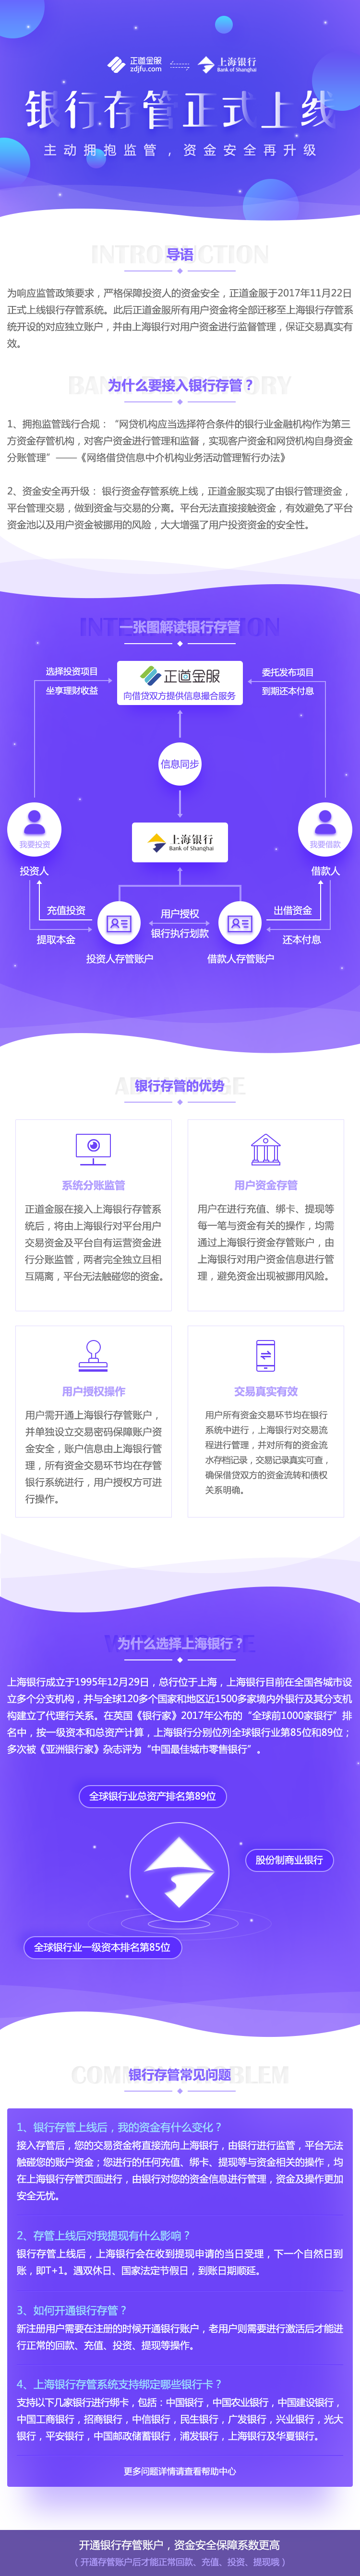 正道金服
zdjfu.com
上海银行
Bank of Shanghai
银行存管正式上线
主动拥抱监管，资金安全再升级
INTRODUCTION
导语
为响应监管政策要求，严格保障投资人的资金安全，正道金服于2017年11月22日
正式上线银行存管系统。此后正道金服所有用户资金将全部迁移至上海银行存管系
统开设的对应独立账户，并由上海银行对用户资金进行监督管理，保证交易真实有
效。
为什么要接入银行存管？
1、拥抱监管践行合规：“网贷机构应当选择符合条件的银行业金融机构作为第三
方资金存管机构，对客户资金进行管理和监督，实现客户资金和网贷机构自身资金
分账管理”——《网络借贷信息中介机构业务活动管理暂行办法》
2、资金安全再升级：银行资金存管系统上线，正道金服实现了由银行管理资金，
平台管理交易，做到资金与交易的分离。平台无法直接接触资金，有效避免了平台
资金池以及用户资金被挪用的风险，大大增强了用户投资资金的安全性。
一张图解读银行存管
选择投资项目
坐享理财收益
正道金服
向借贷双方提供信息撮合服务
委托发布项目
到期还本付息
信息同步
我要投资
投资人
上海银行
Bank of Shanghai
我要借款
借款人
充值投资
提取本金
用户授权
银行执行划款
出借资金
还本付息
投资人存管账户
借款人存管账户
ADVANTAGE
银行存管的优势
系统分账监管
正道金服在接入上海银行存管系
统后，将由上海银行对平台用户
交易资金及平台自有运营资金进
行分账监管，两者完全独立且相
互隔离，平台无法触碰您的资金。
用户资金存管
用户在进行充值、绑卡、提现等
每一笔与资金有关的操作，均需
通过上海银行资金存管账户，由
上海银行对用户资金信息进行管
理，避免资金出现被挪用风险。
用户授权操作
用户需开通上海银行存管账户，
并单独设立交易密码保障账户资
金安全，账户信息由上海银行管
理，所有资金交易环节均在存管
银行系统进行，用户授权方可进
行操作。
交易真实有效
用户所有资金交易环节均在银行
系统中进行，上海银行对交易流
程进行管理，并对所有的资金流
水存档记录，交易记录真实可查，
确保借贷双方的资金流转和债权
关系明确。
为什么选择上海银行？
上海银行成立于1995年12月29日，总行位于上海，上海银行目前在全国各城市设
立多个分支机构，并与全球120多个国家和地区近1500多家境内外银行及其分支机
构建立了代理行关系。在英国《银行家》2017年公布的“全球前1000家银行”排
名中，按一级资本和总资产计算，上海银行分别位列全球银行业第85位和89位；
多次被《亚洲银行家》杂志评为“中国最佳城市零售银行”。
全球银行业总资产排名第89位
股份制商业银行
全球银行业一级资本排名第85位
COMMON PROBLEM
银行存管常见问题
1、银行存管上线后，我的资金有什么变化？
接入存管后，您的交易资金将直接流向上海银行，由银行进行监管，平台无法
触碰您的账户资金；您进行的任何充值、绑卡、提现等与资金相关的操作，均
在上海银行存管页面进行，由银行对您的资金信息进行管理，资金及操作更加
安全无忧。
2、存管上线后对我提现有什么影响？
银行存管上线后，上海银行会在收到提现申请的当日受理，下一个自然日到
账，即T+1。遇双休日、国家法定节假日，到账日期顺延。
3、如何开通银行存管？
新注册用户需要在注册的时候开通银行账户，老用户则需要进行激活后才能进
行正常的回款、充值、投资、提现等操作。
4、上海银行存管系统支持绑定哪些银行卡？
支持以下几家银行进行绑卡，包括：中国银行，中国农业银行，中国建设银行，
中国工商银行，招商银行，中信银行，民生银行，广发银行，兴业银行，光大
银行，平安银行，中国邮政储蓄银行，浦发银行，上海银行及华夏银行。
更多问题详情请查看帮助中心
开通银行存管账户，资金安全保障系数更高
（开通存管账户后才能正常回款、充值、投资、提现哦）